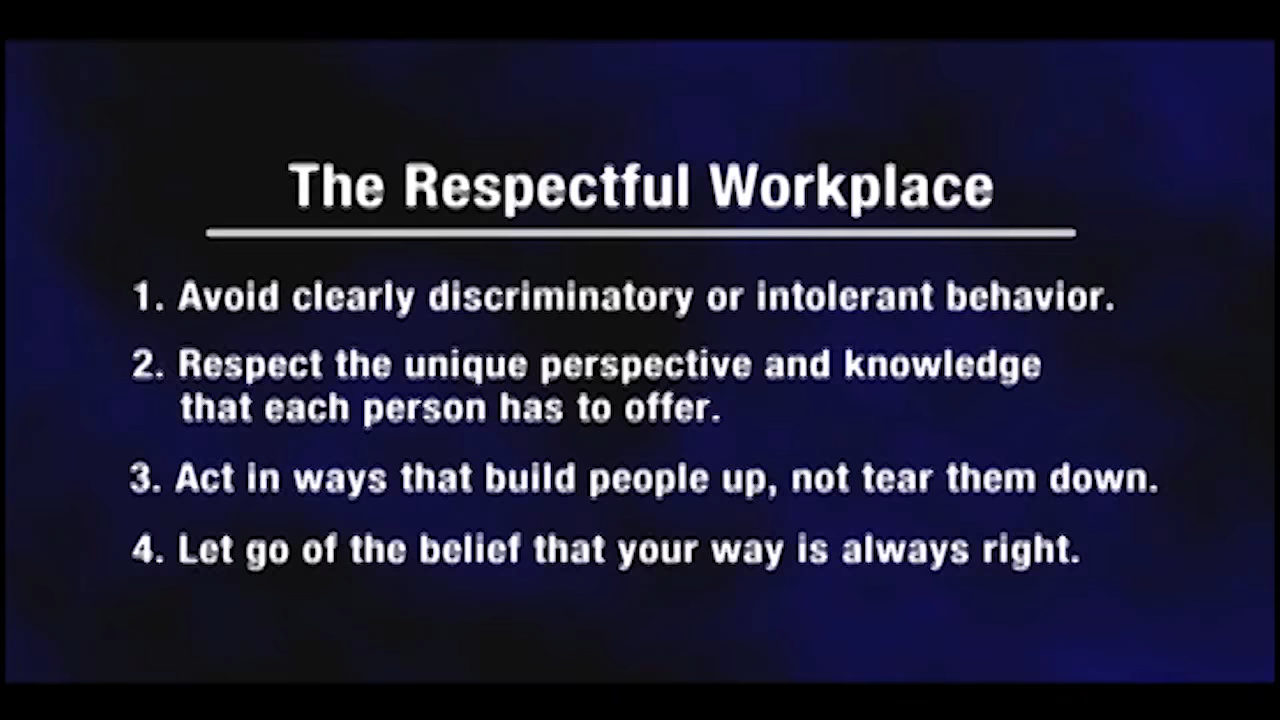 The Respectful Workplace
1. Avoid clearly discriminatory or intolerant behavior.
2. Respect the unique perspective and knowledge
that each person has to offer.
3. Act in ways that build people up, not tear them down.
4. Let go of the belief that your way is always right.